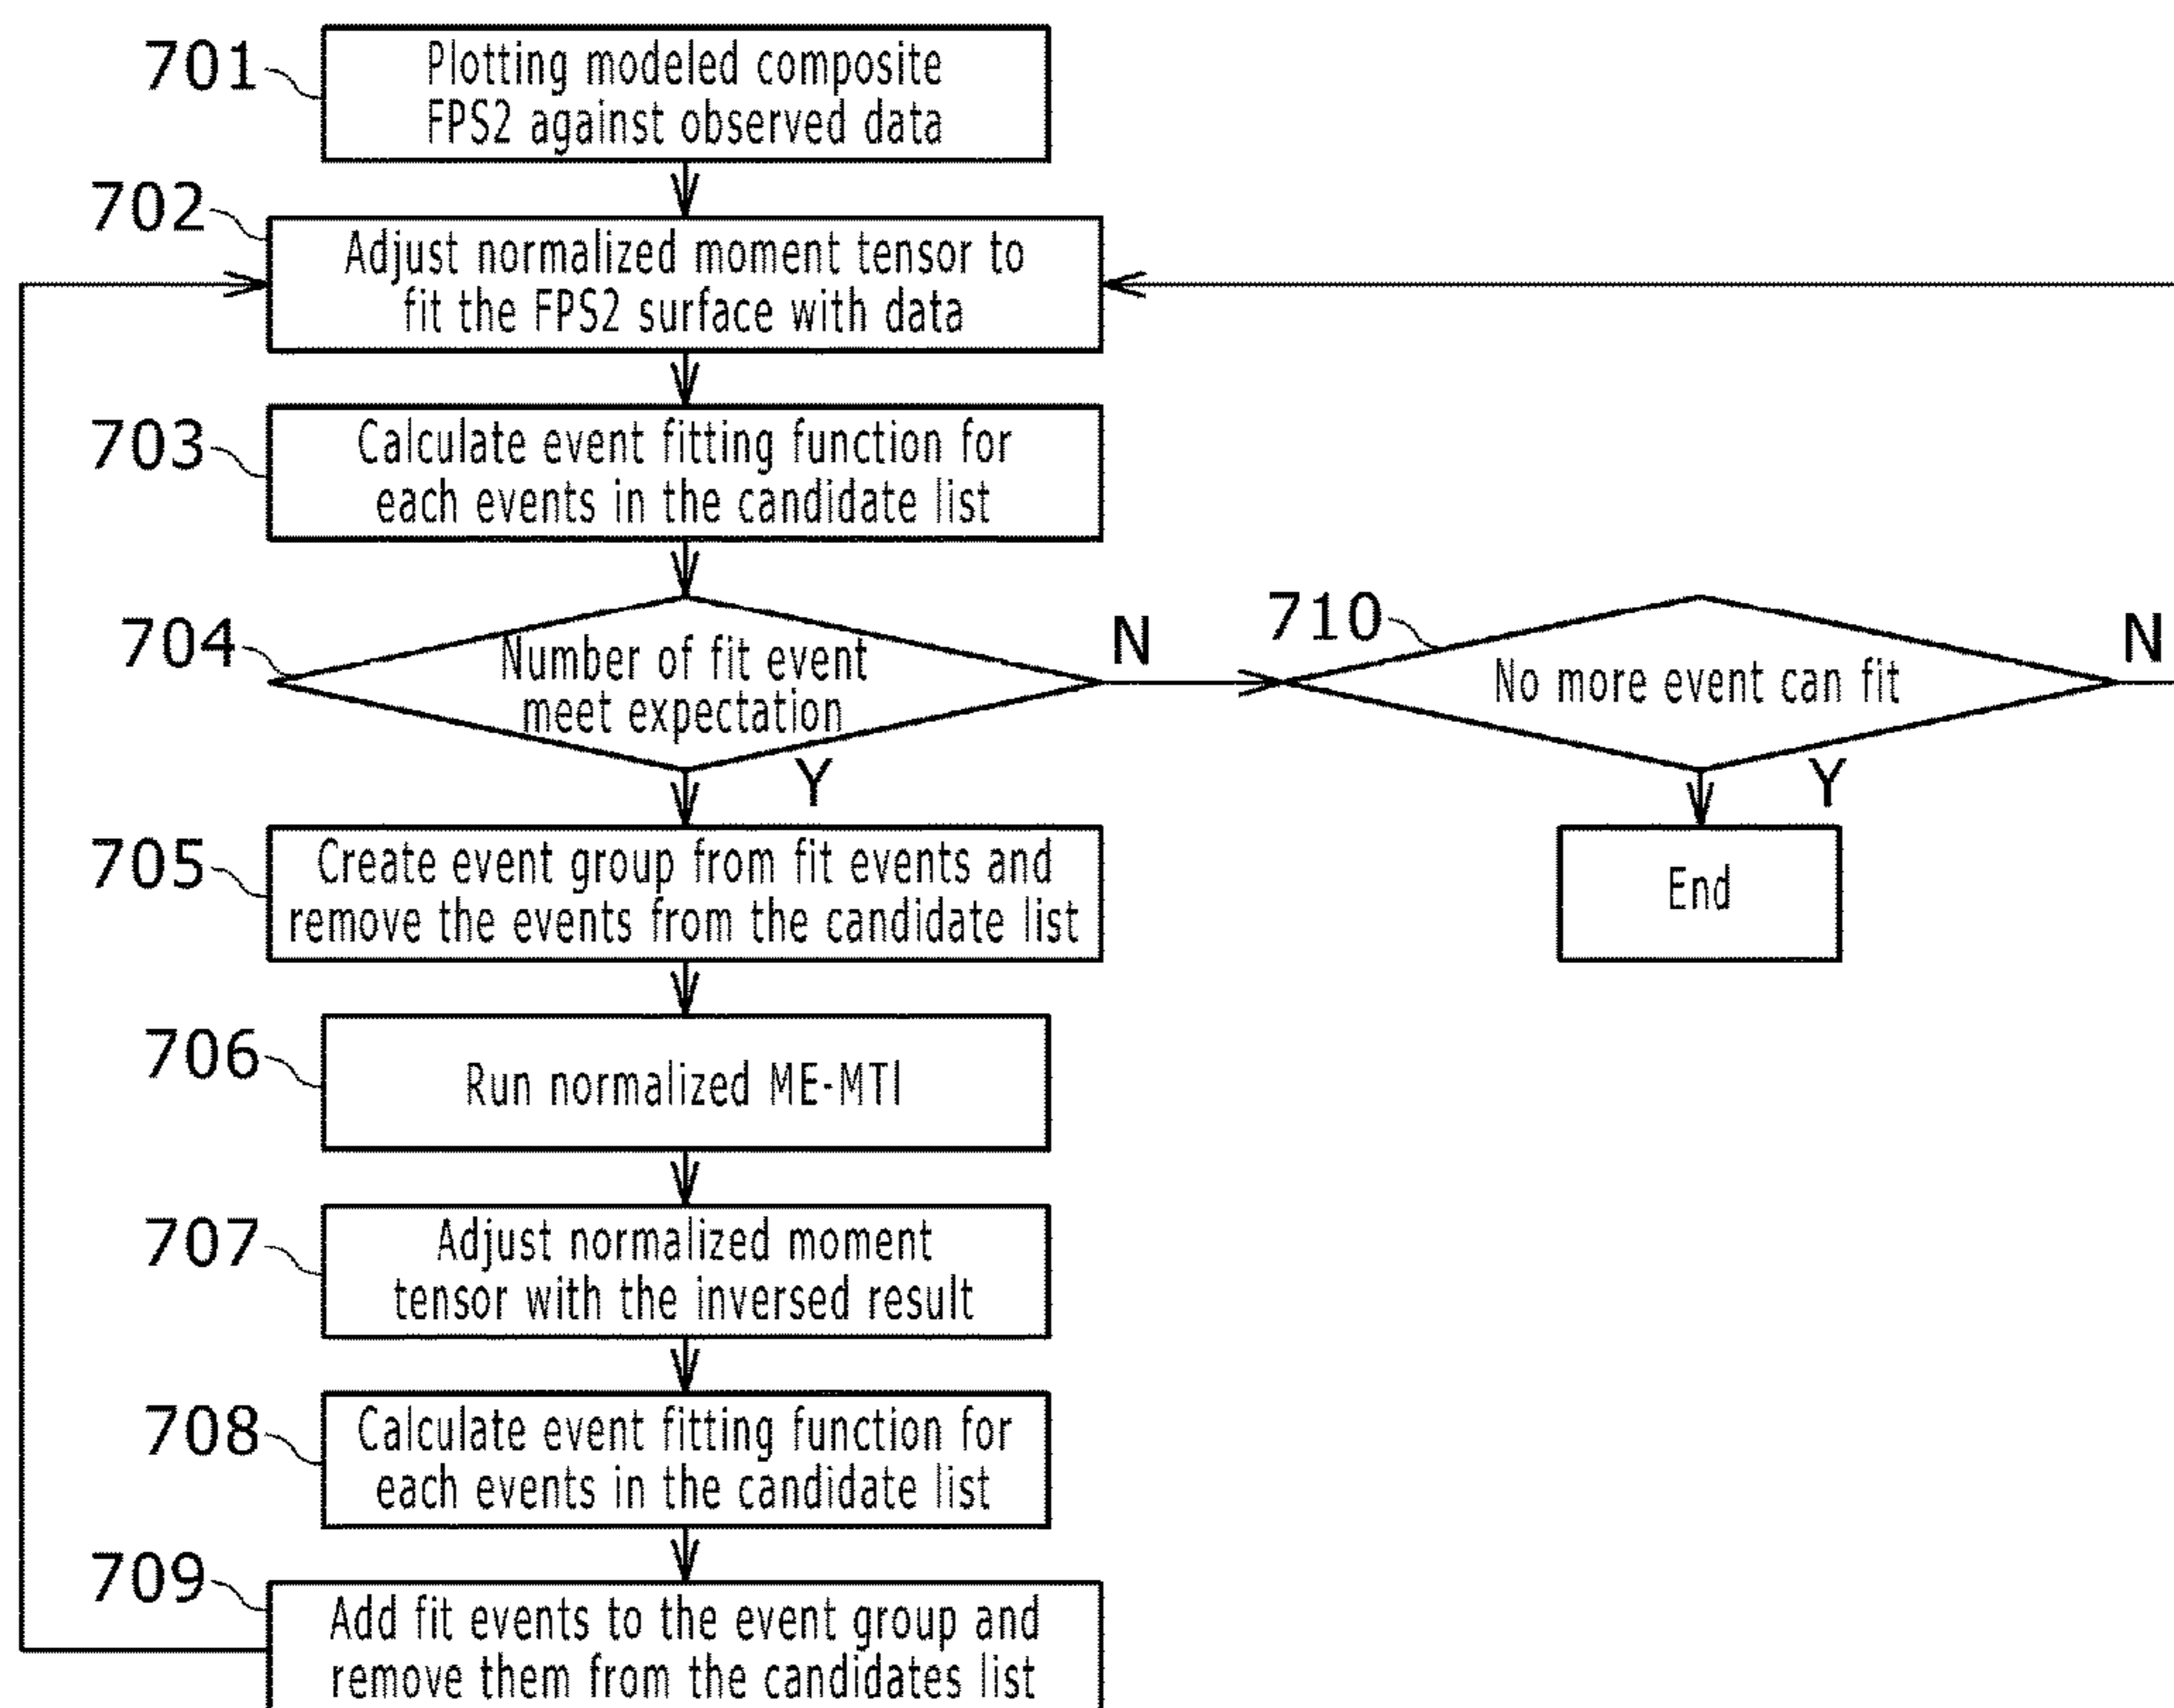 701
Plotting modeled composite
FPS2 against observed data
702
Adjust normalized moment tensor to
fit the FPS2 surface with data
703
Calculate event fitting function for
each events in the candidate list
704
Number of fit event
meet expectation
N
710
No more event can fit
N
Y
Y
705
Create event group from fit events and
remove the events from the candidate list
End
706
Run normalized ME-MTI
707
Adjust normalized moment
tensor with the inversed result
708
Calculate event fitting function for
each events in the candidate list
709
Add fit events to the event group and
remove them from the candidates list